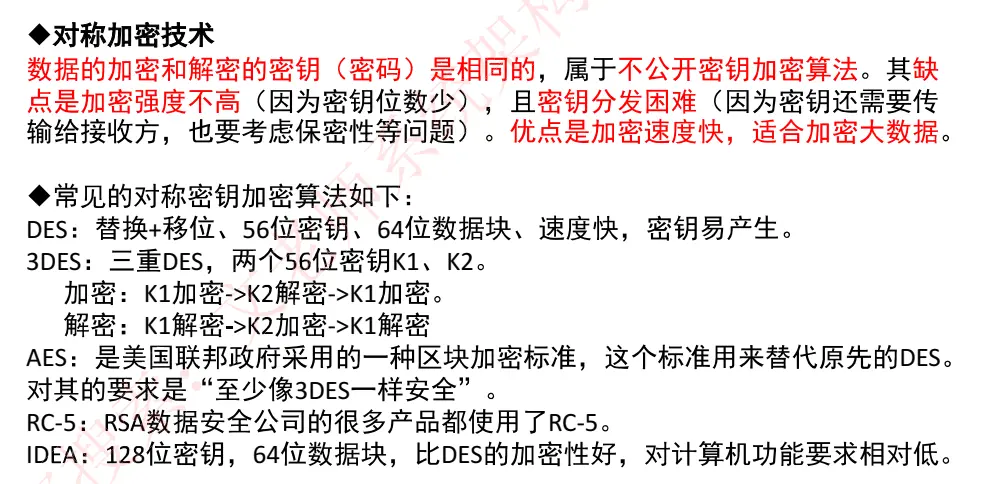 ◆对称加密技术
数据的加密和解密的密钥（密码）是相同的，属于不公开密钥加密算法。其缺
点是加密强度不高（因为密钥位数少），且密钥分发困难（因为密钥还需要传
输给接收方，也要考虑保密性等问题）。优点是加密速度快，适合加密大数据。
◆常见的对称密钥加密算法如下：
DES：替换+移位、56位密钥、64位数据块、速度快，密钥易产生。
3DES：三重DES，两个56位密钥K1、K2。
加密：K1加密->K2解密->K1加密。
解密：K1解密->K2加密->K1解密
AES：是美国联邦政府采用的一种区块加密标准，这个标准用来替代原先的DES。
对其的要求是“至少像3DES一样安全”。
RC-5：RSA数据安全公司的很多产品都使用了RC-5。
IDEA：128位密钥，64位数据块，比DES的加密性好，对计算机功能要求相对低。